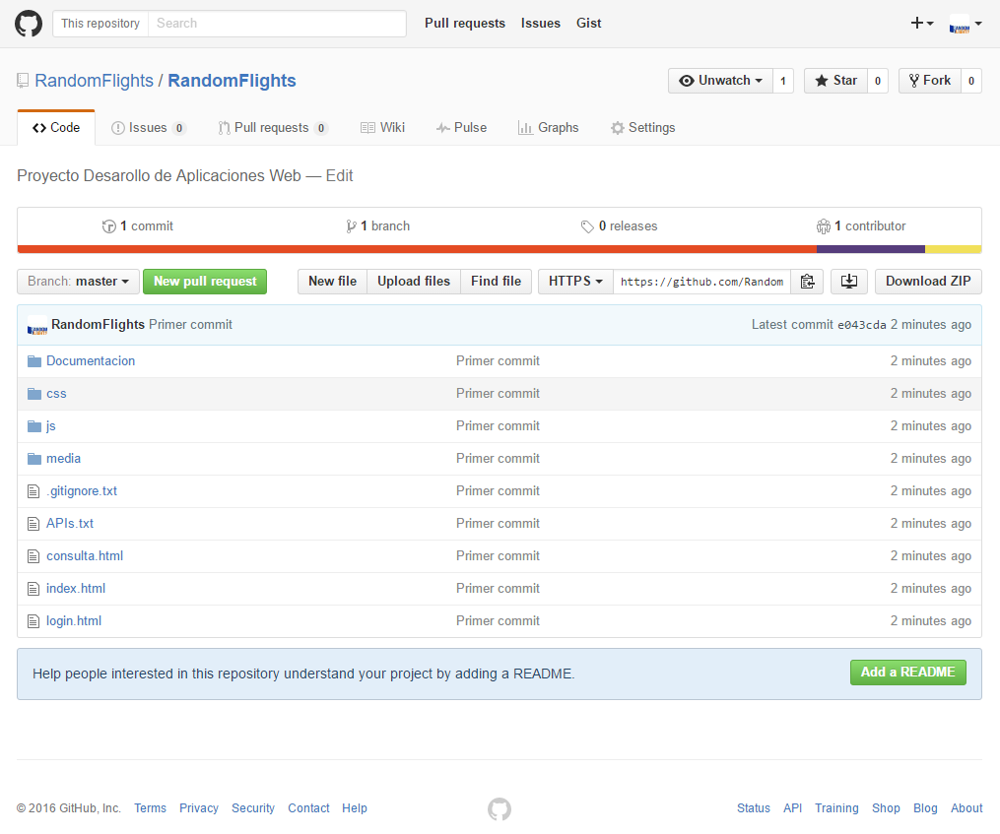 This repository Search Pull requests Issues Gist
RandomFlights / RandomFlights Unwatch 1 Star 0 Fork 0
Code Issues 0 Pull requests 0 Wiki Pulse Graphs Settings
Proyecto Desarollo de Aplicaciones Web — Edit
1 commit 1 branch 0 releases 1 contributor
Branch: master New pull request New file Upload files Find file HTTPS https://github.com/Random Download ZIP
RandomFlights Primer commit Latest commit e043cda 2 minutes ago
Documentacion Primer commit 2 minutes ago
css Primer commit 2 minutes ago
js Primer commit 2 minutes ago
media Primer commit 2 minutes ago
.gitignore.txt Primer commit 2 minutes ago
APIs.txt Primer commit 2 minutes ago
consulta.html Primer commit 2 minutes ago
index.html Primer commit 2 minutes ago
login.html Primer commit 2 minutes ago
Help people interested in this repository understand your project by adding a README. Add a README
© 2016 GitHub, Inc. Terms Privacy Security Contact Help Status API Training Shop Blog About